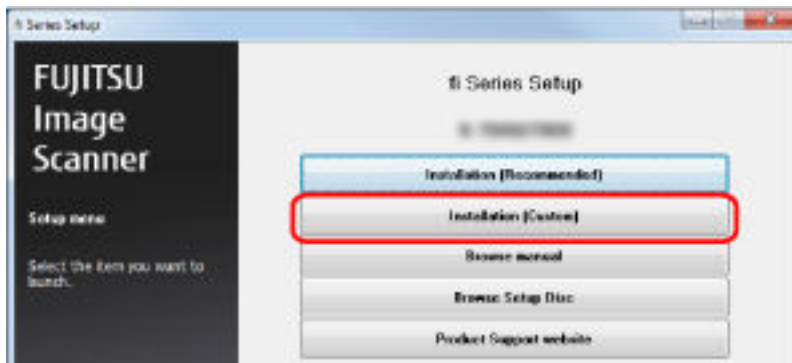 fi Series Setup
FUJITSU
Image
Scanner
Setup menu
Select the item you want to
launch.
fi Series Setup
Installation (Recommended)
Installation (Custom)
Browse manual
Browse Setup Disc
Product Support website